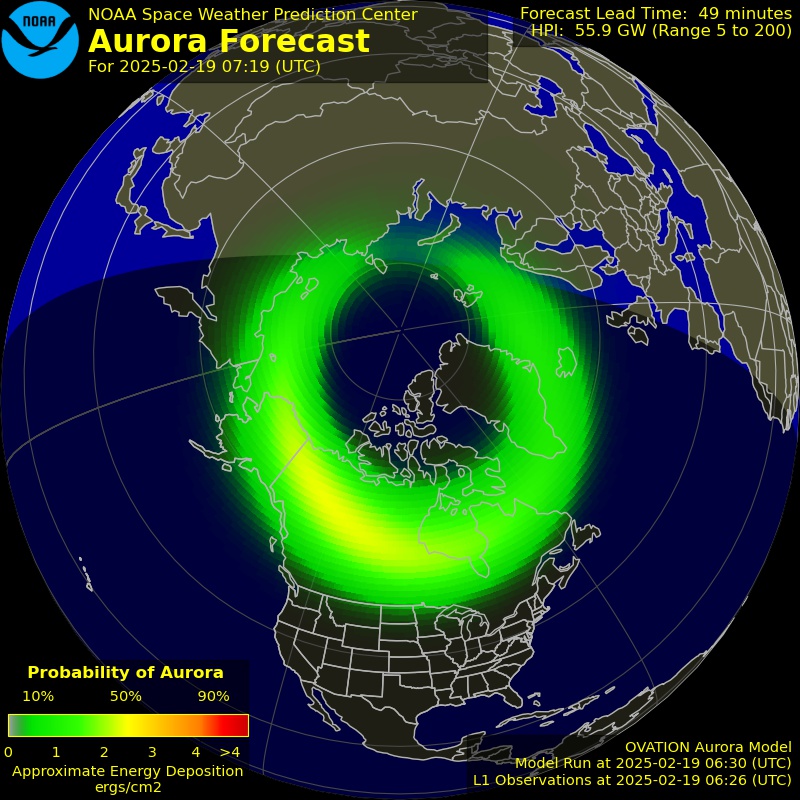 NOAA
NOAA Space Weather Prediction Center
Aurora Forecast
For 2025-02-19 07:19 (UTC)
Forecast Lead Time: 49 minutes
HPI: 55.9 GW (Range 5 to 200)
Probability of Aurora
10% 50% 90%
0 1 2 3 4 >4
Approximate Energy Deposition
ergs/cm2
OVATION Aurora Model
Model Run at 2025-02-19 06:30 (UTC)
L1 Observations at 2025-02-19 06:26 (UTC)